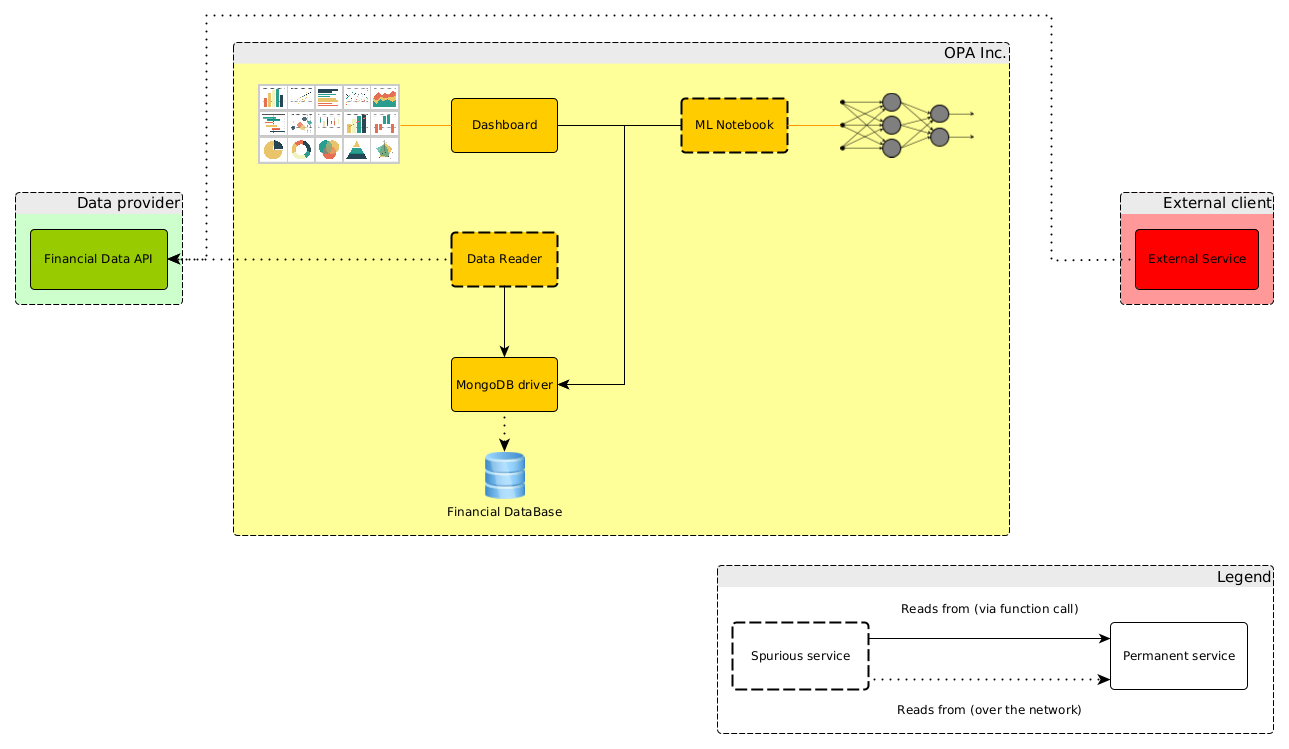 OPA Inc.
Dashboard
ML Notebook
Data provider
External client
Financial Data API
Data Reader
External Service
MongoDB driver
Financial DataBase
Legend
Reads from (via function call)
Spurious service
Permanent service
Reads from (over the network)